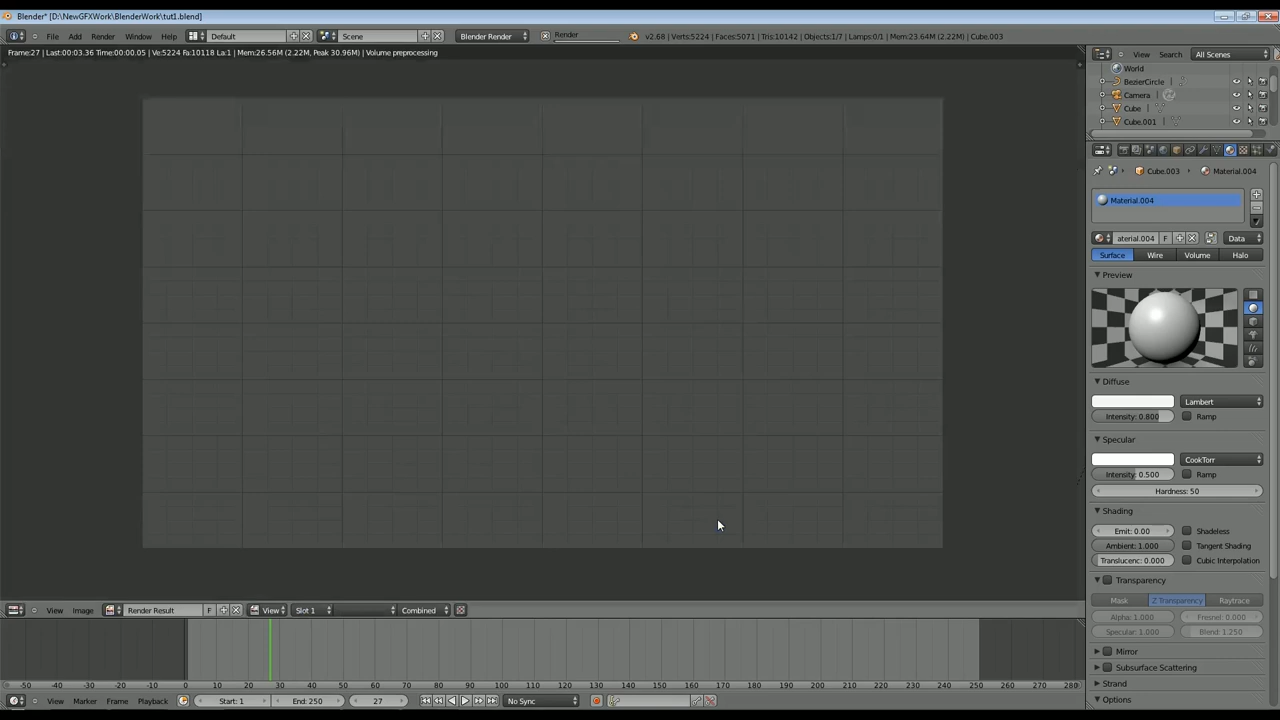 Blender* [D:\NewGFXWork\BlenderWork\tut1.blend]
File Add Render Window Help Default Scene Blender Render Render v2.68 | Verts:5224 | Faces:5071 | Tris:10142 | Objects:1/7 | Lamps:0/1 | Mem:23.64M (2.22M) | Cube.003
Frame:27 | Last:00:03.36 Time:00:00.05 | Ve:5224 Fa:10118 La:1 | Mem:26.56M (2.22M, Peak 30.96M) | Volume preprocessing
View Search All Scenes
World
BezierCircle
Camera
Cube
Cube.001
Cube.003 Material.004
Material.004
aterial.004 F Data
Surface Wire Volume Halo
Preview
Diffuse
Lambert
Intensity: 0.800 Ramp
Specular
CookTorr
Intensity: 0.500 Ramp
Hardness: 50
Shading
Emit: 0.00 Shadeless
Ambient: 1.000 Tangent Shading
Translucenc: 0.000 Cubic Interpolation
Transparency
Mask Z Transparency Raytrace
Alpha: 1.000 Fresnel: 0.000
Specular: 1.000 Blend: 1.250
Mirror
Subsurface Scattering
Strand
Options
View Image Render Result F View Slot 1 Combined
-50 -40 -30 -20 -10 0 10 20 30 40 50 60 70 80 90 100 110 120 130 140 150 160 170 180 190 200 210 220 230 240 250 260 270 280
View Marker Frame Playback Start: 1 End: 250 27 No Sync